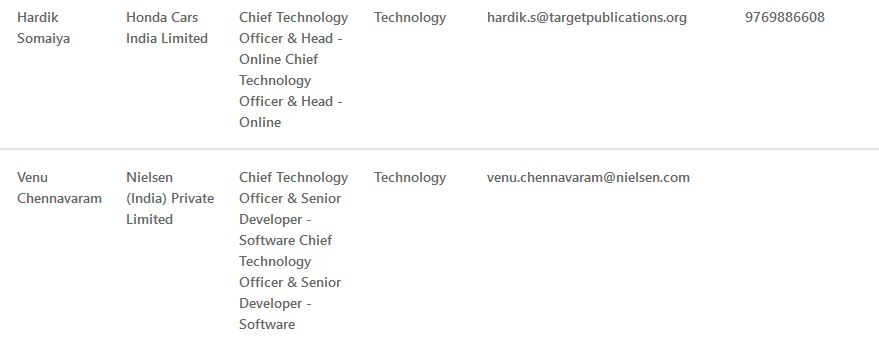 Hardik Somaiya
Honda Cars India Limited
Chief Technology Officer & Head - Online Chief Technology Officer & Head - Online
Technology
hardik.s@targetpublications.org
9769886608
Venu Chennavaram
Nielsen (India) Private Limited
Chief Technology Officer & Senior Developer - Software Chief Technology Officer & Senior Developer - Software
Technology
venu.chennavaram@nielsen.com